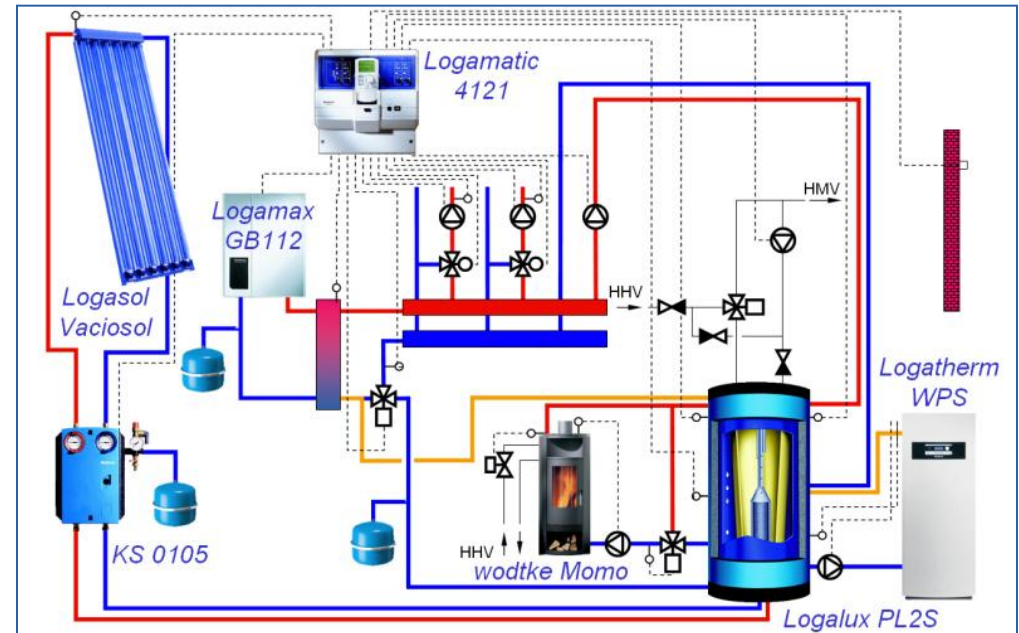 Logamatic
4121
Logamax
GB112
HMV
Logasol
Vaciosol
HHV
Logatherm
WPS
KS 0105
HHV
wodtke Momo
Logalux PL2S